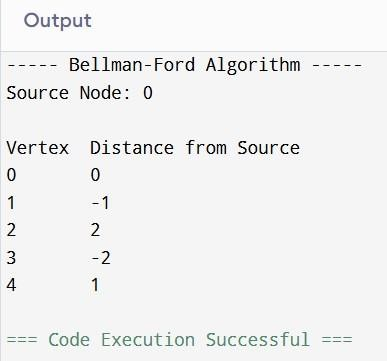 Output
----- Bellman-Ford Algorithm -----
Source Node: 0
Vertex  Distance from Source
0       0
1       -1
2       2
3       -2
4       1
=== Code Execution Successful ===